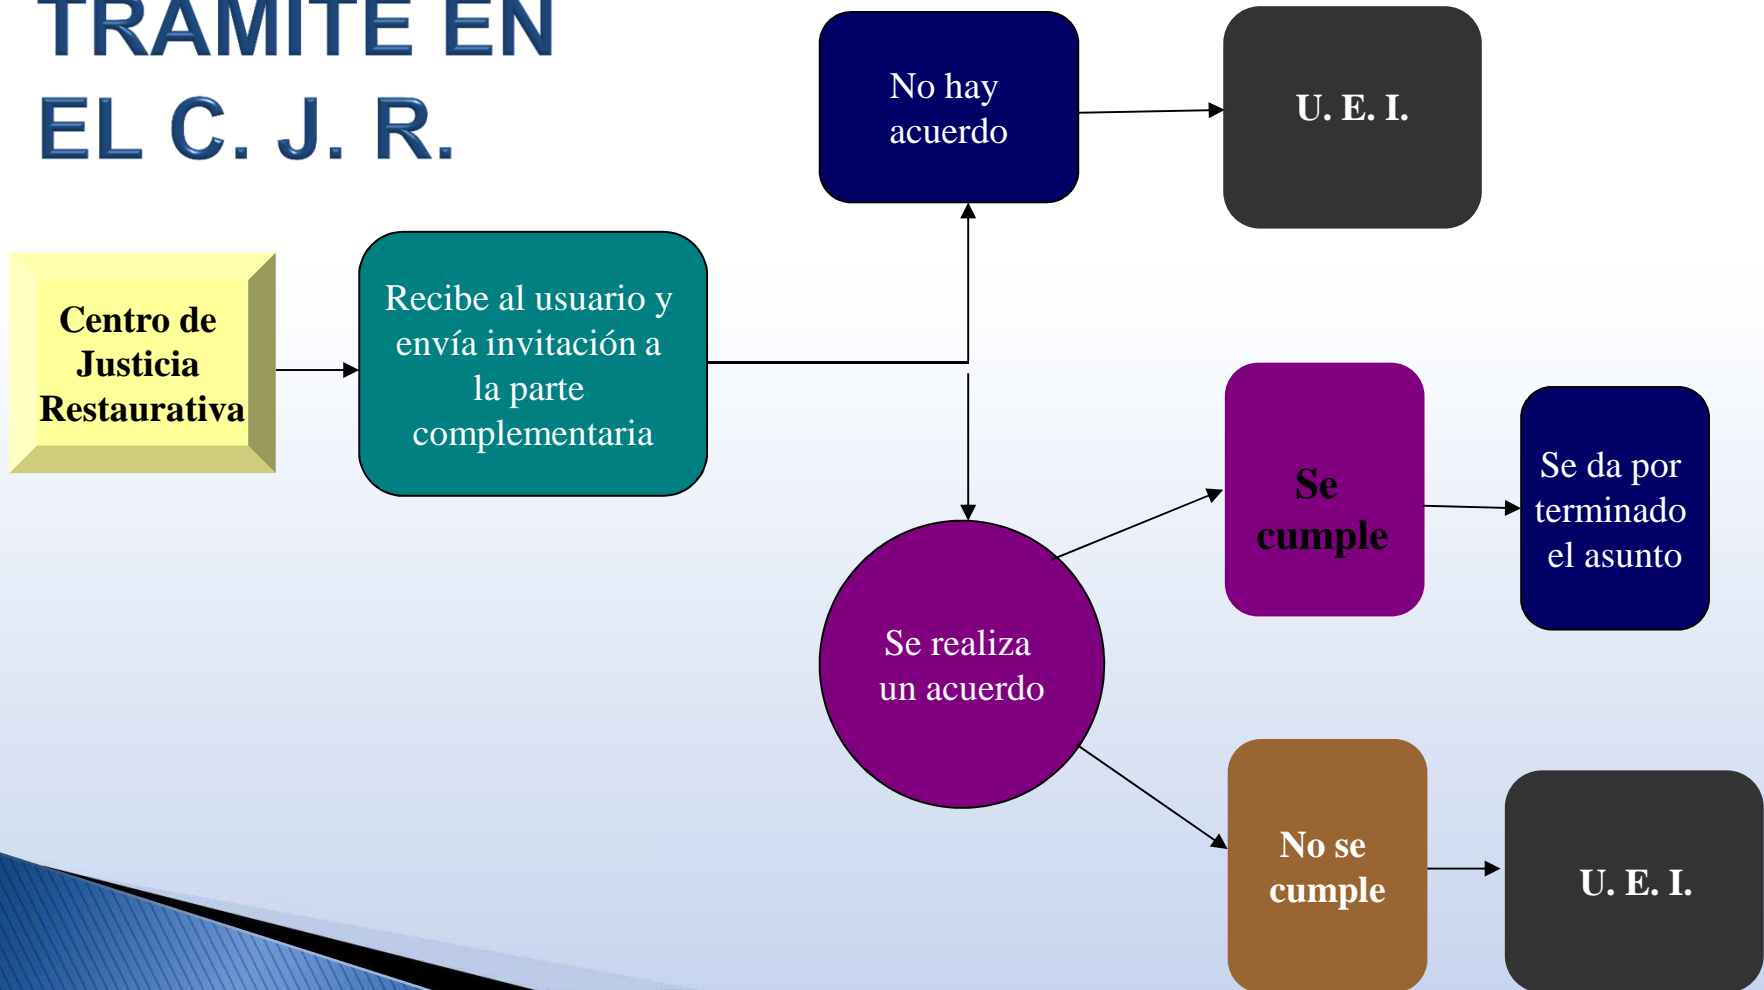 TRAMITE EN
EL C. J. R.
No hay
acuerdo
U. E. I.
Centro de
Justicia
Restaurativa
Recibe al usuario y
envía invitación a
la parte
complementaria
Se
cumple
Se da por
terminado
el asunto
Se realiza
un acuerdo
No se
cumple
U. E. I.